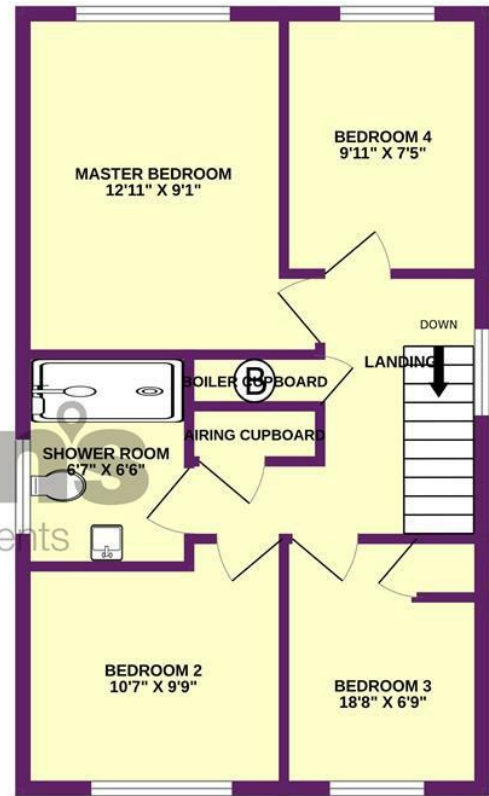 MASTER BEDROOM
12'11" X 9'1"
BEDROOM 4
9'11" X 7'5"
DOWN
LANDING
BOILER CUPBOARD
B
AIRING CUPBOARD
SHOWER ROOM
6'7" X 6'6"
n's
ents
BEDROOM 2
10'7" X 9'9"
BEDROOM 3
18'8" X 6'9"